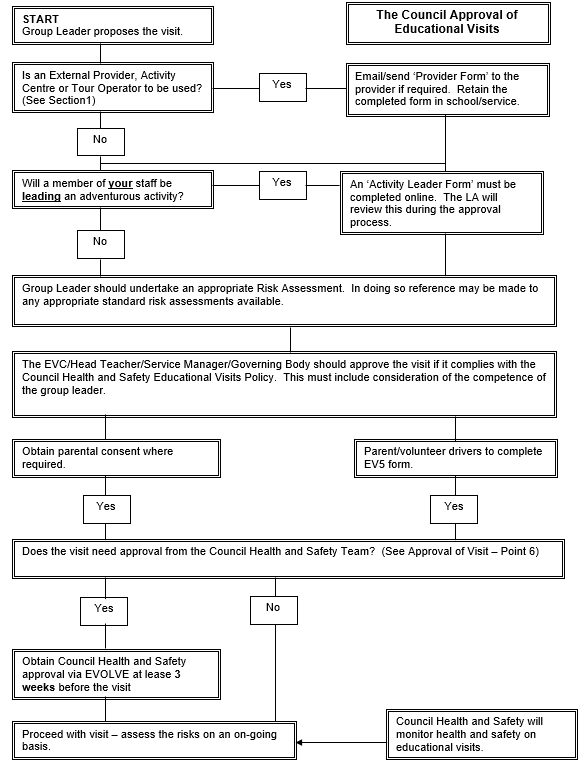 START
Group Leader proposes the visit.
The Council Approval of
Educational Visits
Is an External Provider, Activity
Centre or Tour Operator to be used?
(See Section1)
Yes
Email/send ‘Provider Form’ to the
provider if required.  Retain the
completed form in school/service.
No
Will a member of your staff be
leading an adventurous activity?
Yes
An ‘Activity Leader Form’ must be
completed online.  The LA will
review this during the approval
process.
No
Group Leader should undertake an appropriate Risk Assessment.  In doing so reference may be made to
any appropriate standard risk assessments available.
The EVC/Head Teacher/Service Manager/Governing Body should approve the visit if it complies with the
Council Health and Safety Educational Visits Policy.  This must include consideration of the competence of
the group leader.
Obtain parental consent where
required.
Parent/volunteer drivers to complete
EV5 form.
Yes
Yes
Does the visit need approval from the Council Health and Safety Team?  (See Approval of Visit – Point 6)
Yes
No
Obtain Council Health and Safety
approval via EVOLVE at lease 3
weeks before the visit
Proceed with visit – assess the risks on an on-going
basis.
Council Health and Safety will
monitor health and safety on
educational visits.